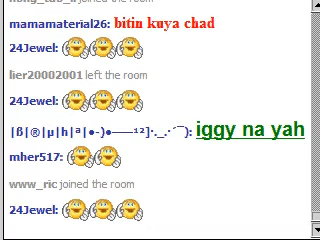 mamamaterial26: bitin kuya chad
24Jewel:
lier20002001 left the room
24Jewel:
|ß|®|µ|h|ª|●-)●–––¹²]·._.·´¯): iggy na yah
mher517:
www_ric joined the room
24Jewel: